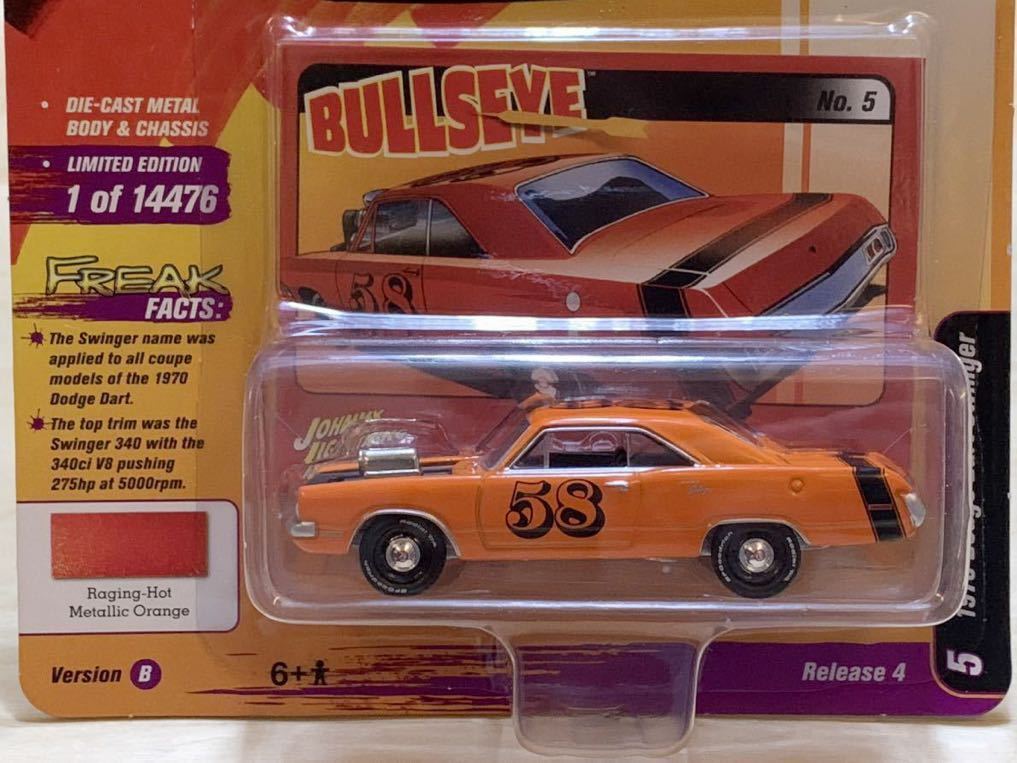 DIE-CAST METAL
BODY & CHASSIS
LIMITED EDITION
1 of 14476
FREAK
FACTS:
The Swinger name was
applied to all coupe
models of the 1970
Dodge Dart.
The top trim was the
Swinger 340 with the
340ci V8 pushing
275hp at 5000rpm.
Raging-Hot
Metallic Orange
Version B
6+
BULLSEYE™
No. 5
58
JOHNNY
58
Release 4
5